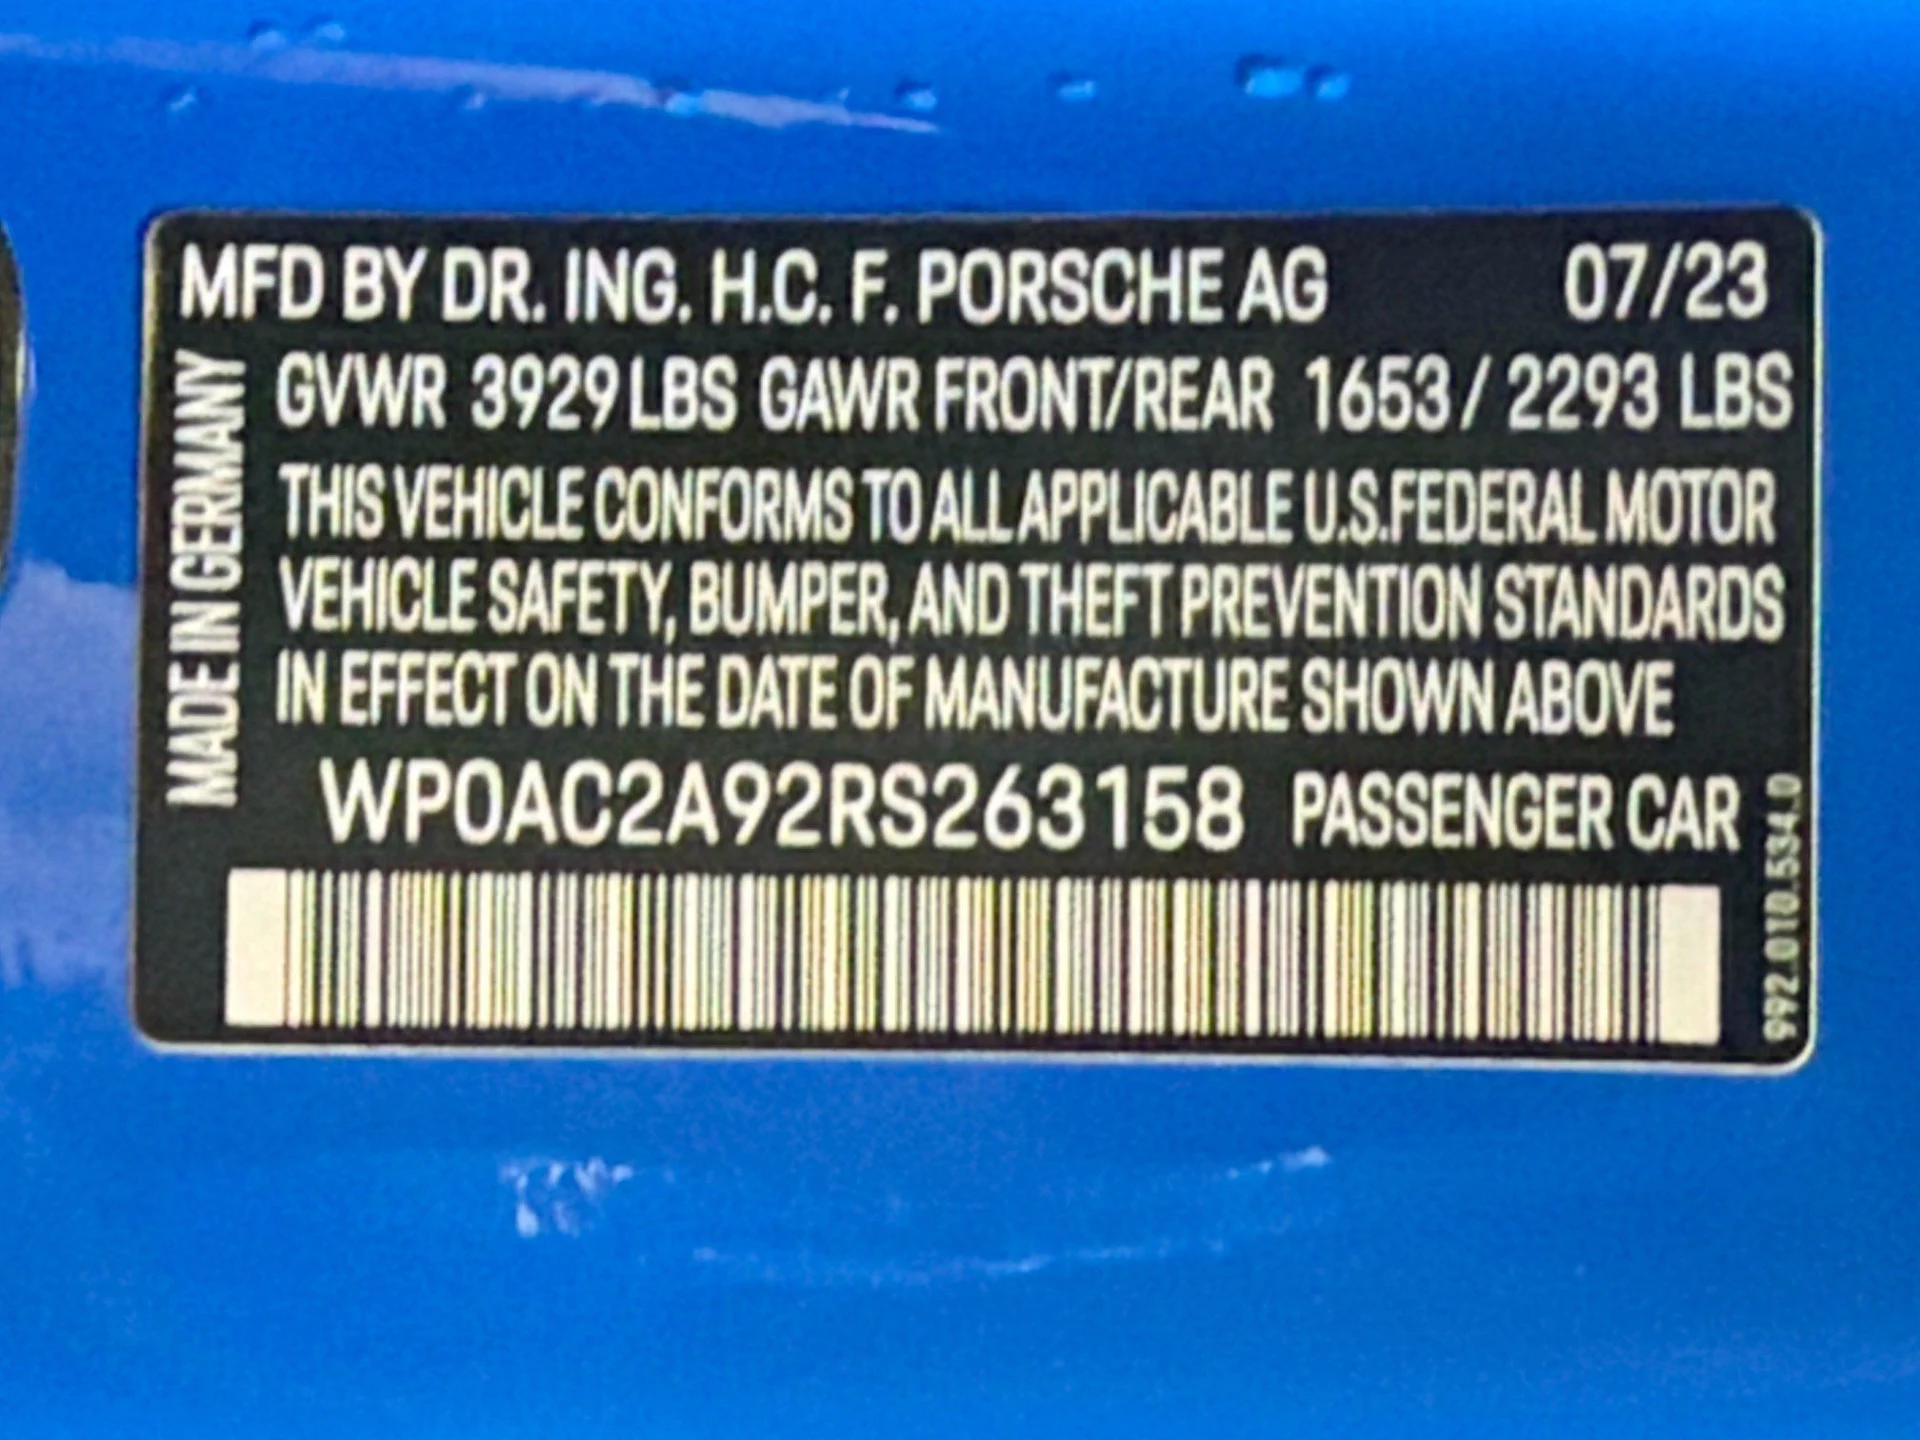 MFD BY DR. ING. H.C. F. PORSCHE AG 07/23
GVWR 3929 LBS GAWR FRONT/REAR 1653 / 2293 LBS
THIS VEHICLE CONFORMS TO ALL APPLICABLE U.S.FEDERAL MOTOR
VEHICLE SAFETY, BUMPER, AND THEFT PREVENTION STANDARDS
IN EFFECT ON THE DATE OF MANUFACTURE SHOWN ABOVE
WP0AC2A92RS263158 PASSENGER CAR
MADE IN GERMANY
992.010.534.0